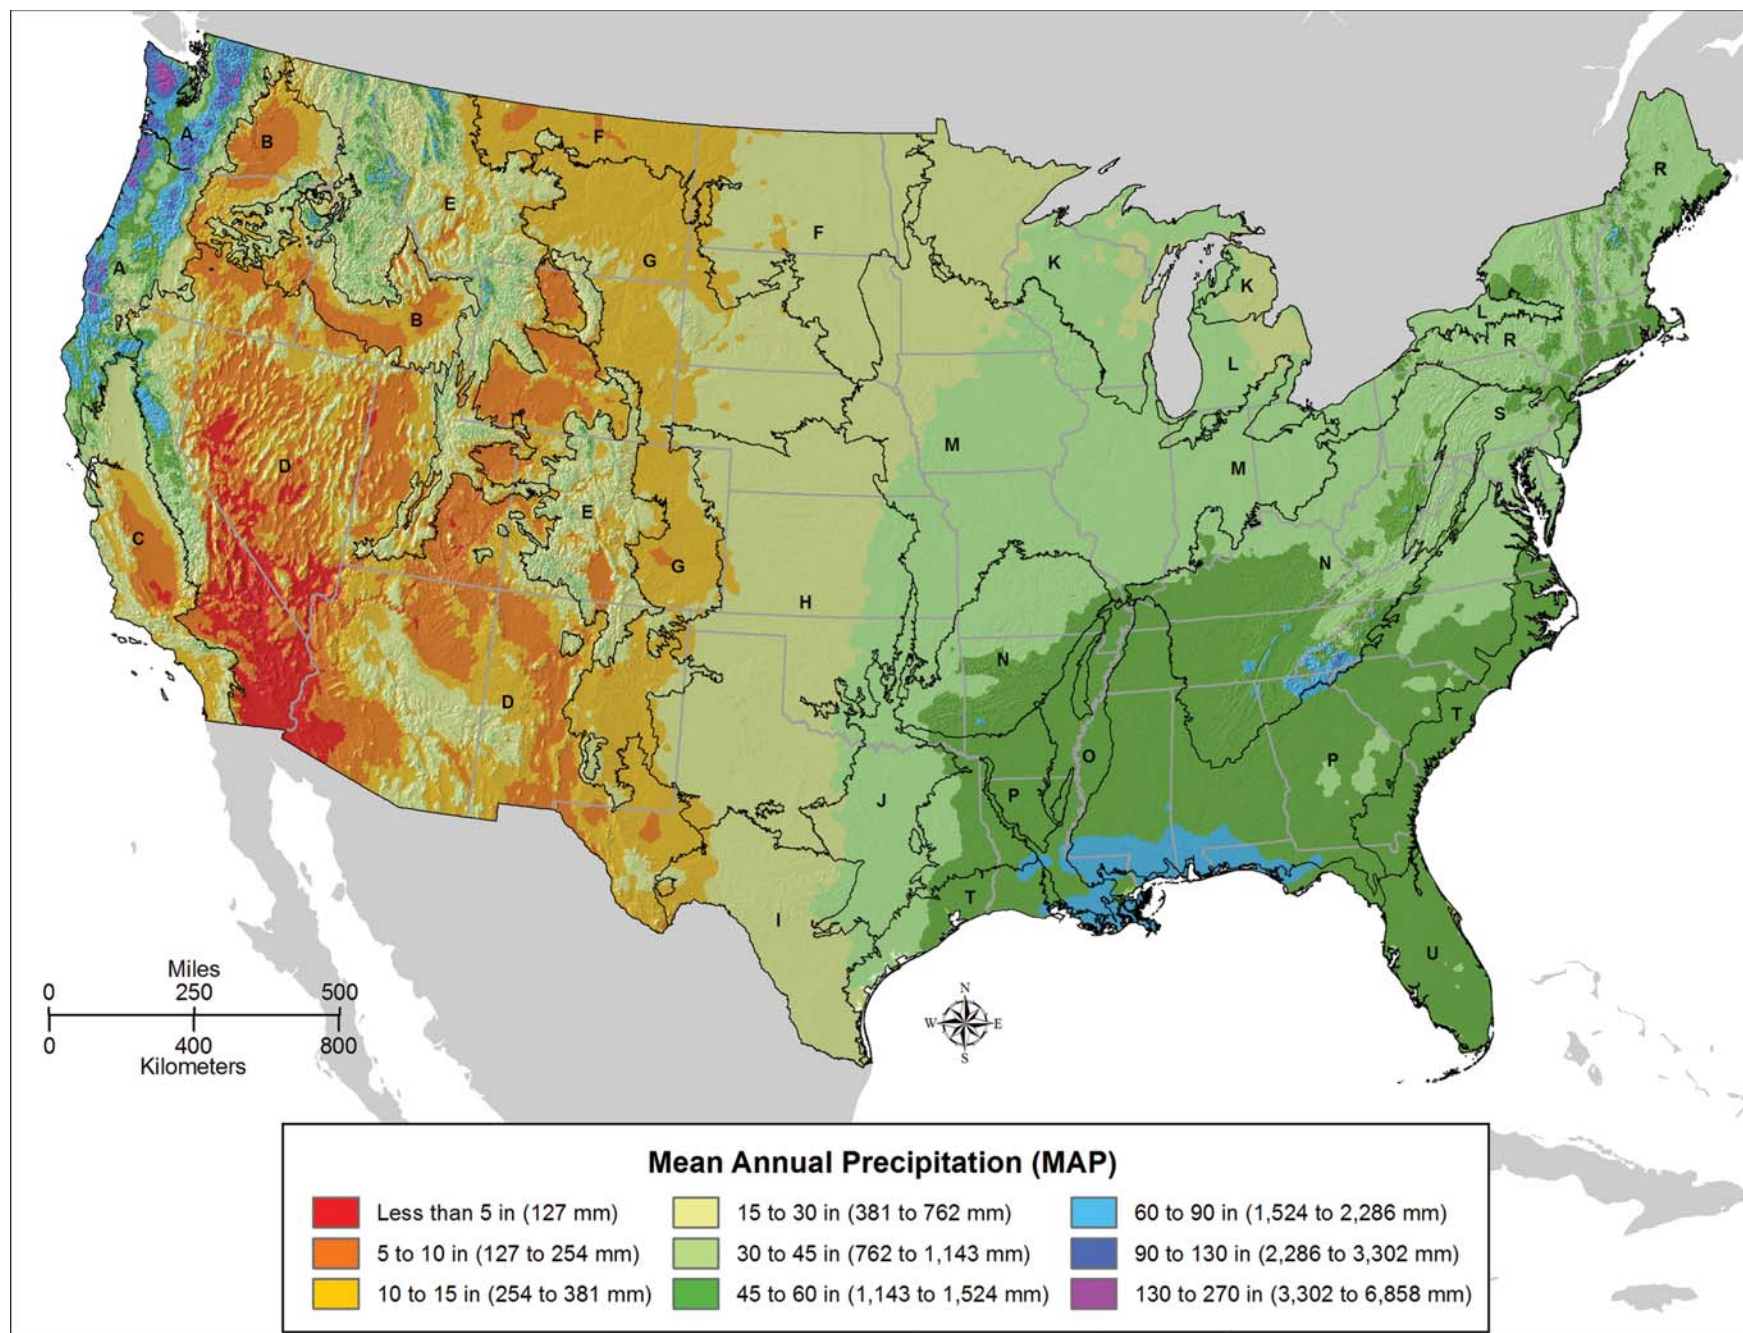 A
B
F
R
E
F
A
G
K
K
B
L
L
R
S
D
M
M
C
E
G
N
H
N
D
T
O
P
J
P
T
I
U
Miles
0 250 500
0 400 800
Kilometers
N
W E
S
Mean Annual Precipitation (MAP)
Less than 5 in (127 mm)
15 to 30 in (381 to 762 mm)
60 to 90 in (1,524 to 2,286 mm)
5 to 10 in (127 to 254 mm)
30 to 45 in (762 to 1,143 mm)
90 to 130 in (2,286 to 3,302 mm)
10 to 15 in (254 to 381 mm)
45 to 60 in (1,143 to 1,524 mm)
130 to 270 in (3,302 to 6,858 mm)